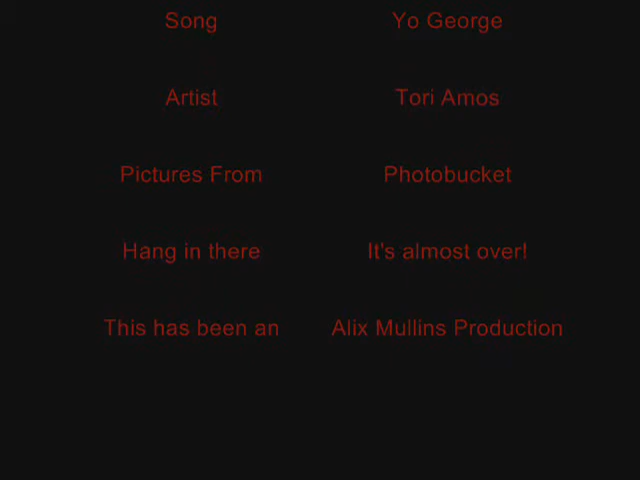 Song Yo George
Artist Tori Amos
Pictures From Photobucket
Hang in there It's almost over!
This has been an Alix Mullins Production